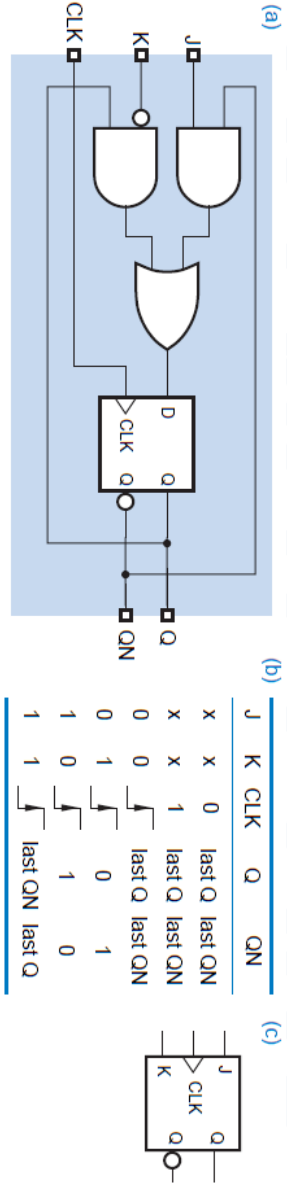 (a)
J
K
CLK
D Q
CLK Q
Q
QN
(b)
J K CLK Q QN
x x 0 last Q last QN
x x 1 last Q last QN
0 0 last Q last QN
0 1 0 1
1 0 1 0
1 1 last QN last Q
(c)
J Q
CLK
K Q